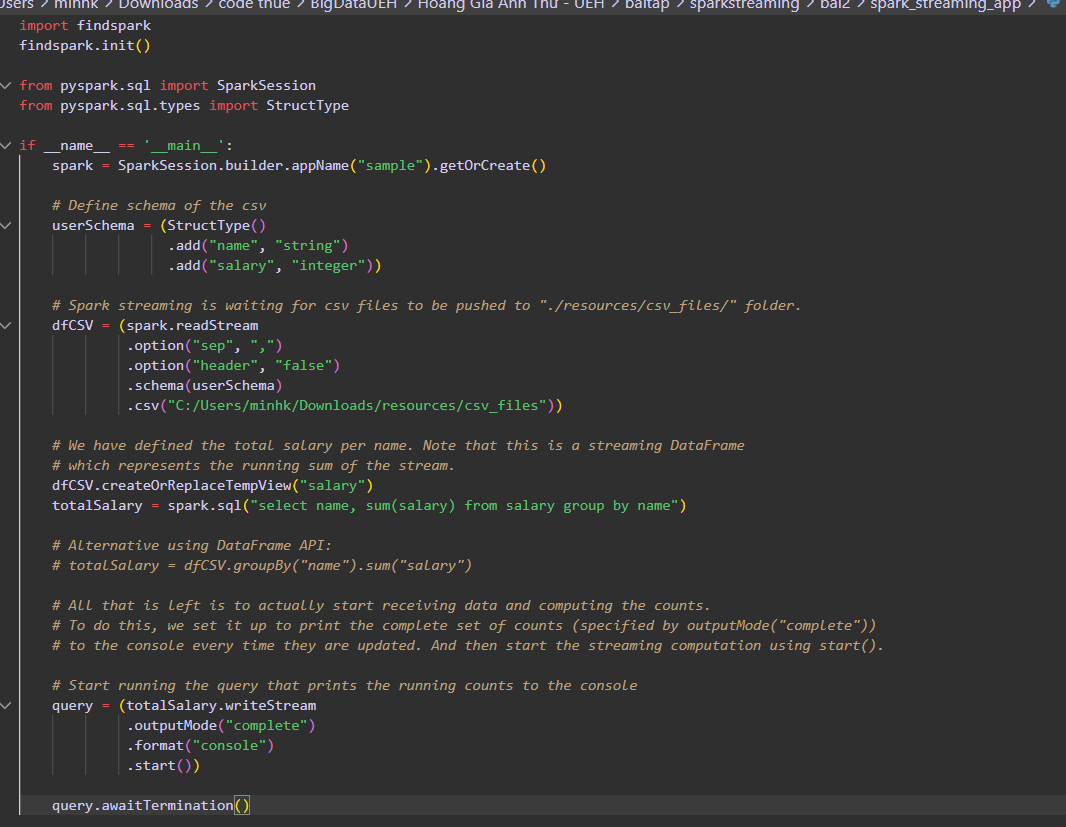 Users > minhk > Downloads > code thue > BigDataUEH > Hoang Gia Anh Thu - UEH > baitap > sparkstreaming > bai2 > spark_streaming_app >
import findspark
findspark.init()
from pyspark.sql import SparkSession
from pyspark.sql.types import StructType
if __name__ == '__main__':
    spark = SparkSession.builder.appName("sample").getOrCreate()
    # Define schema of the csv
    userSchema = (StructType()
                  .add("name", "string")
                  .add("salary", "integer"))
    # Spark streaming is waiting for csv files to be pushed to "./resources/csv_files/" folder.
    dfCSV = (spark.readStream
             .option("sep", ",")
             .option("header", "false")
             .schema(userSchema)
             .csv("C:/Users/minhk/Downloads/resources/csv_files"))
    # We have defined the total salary per name. Note that this is a streaming DataFrame
    # which represents the running sum of the stream.
    dfCSV.createOrReplaceTempView("salary")
    totalSalary = spark.sql("select name, sum(salary) from salary group by name")
    # Alternative using DataFrame API:
    # totalSalary = dfCSV.groupBy("name").sum("salary")
    # All that is left is to actually start receiving data and computing the counts.
    # To do this, we set it up to print the complete set of counts (specified by outputMode("complete"))
    # to the console every time they are updated. And then start the streaming computation using start().
    # Start running the query that prints the running counts to the console
    query = (totalSalary.writeStream
             .outputMode("complete")
             .format("console")
             .start())
    query.awaitTermination()